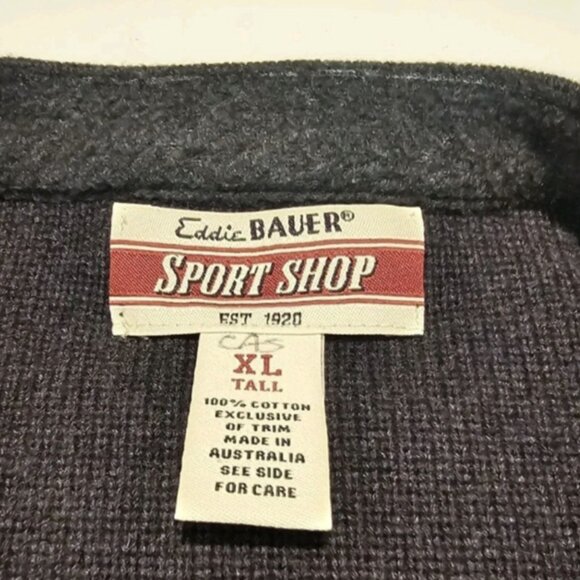 Eddie BAUER®
SPORT SHOP
EST. 1920
CAS
XL
TALL
100% COTTON
EXCLUSIVE
OF TRIM
MADE IN
AUSTRALIA
SEE SIDE
FOR CARE